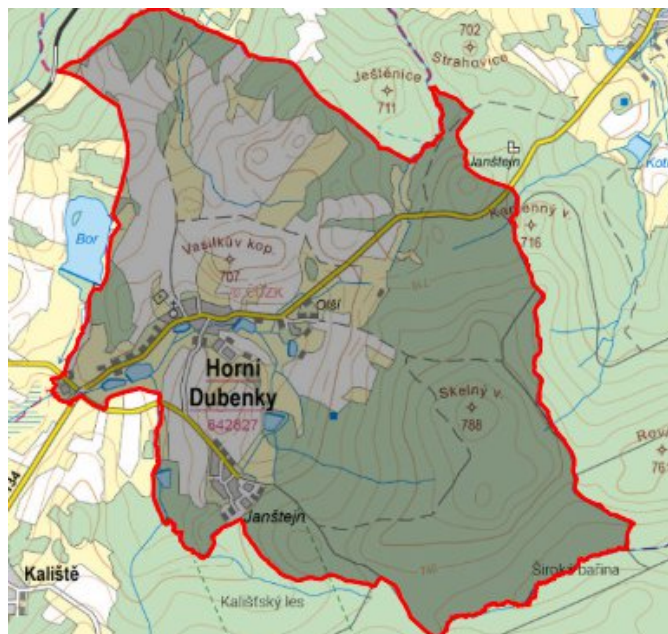 702
Strahovice
Ještěnice
711
Janštejn
Kamenný v.
716
Bor
Vasilkův kop.
707
© ČÚZK
Olší
Horní
Dubenky
642827
Skelný v.
788
Janštejn
Kaliště
Kališťský les
Široká bařina